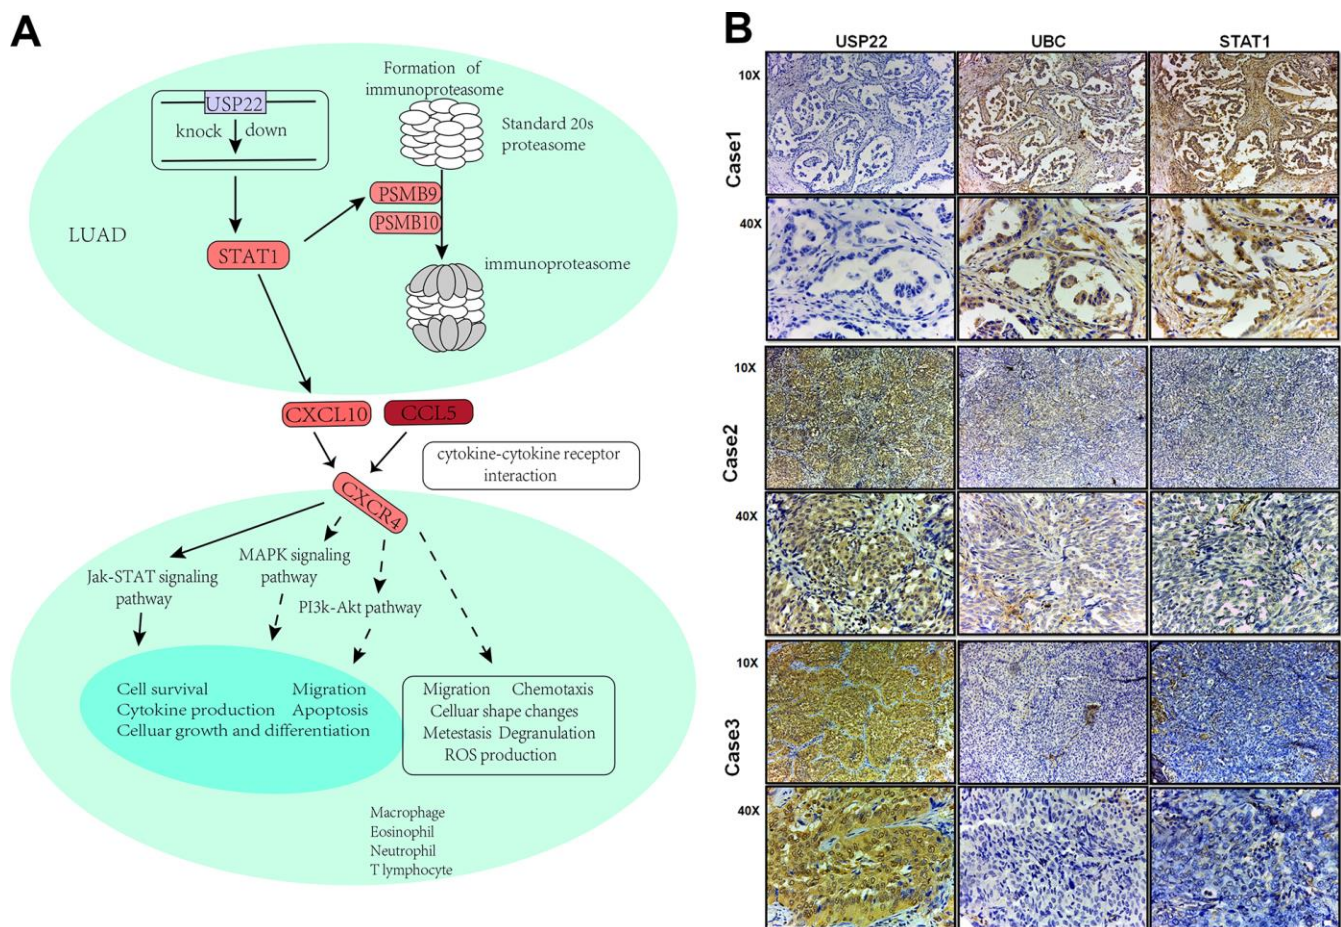 A
USP22
knock down
LUAD
STAT1
Formation of
immunoproteasome
Standard 20s
proteasome
PSMB9
PSMB10
immunoproteasome
CXCL10
CCL5
cytokine-cytokine receptor
interaction
CXCR4
Jak-STAT signaling
pathway
MAPK signaling
pathway
PI3k-Akt pathway
Cell survival
Migration
Cytokine production
Apoptosis
Celluar growth and differentiation
Migration Chemotaxis
Celluar shape changes
Metestasis Degranulation
ROS production
Macrophage
Eosinophil
Neutrophil
T lymphocyte
B
USP22 UBC STAT1
Case1
10X
40X
Case2
10X
40X
Case3
10X
40X